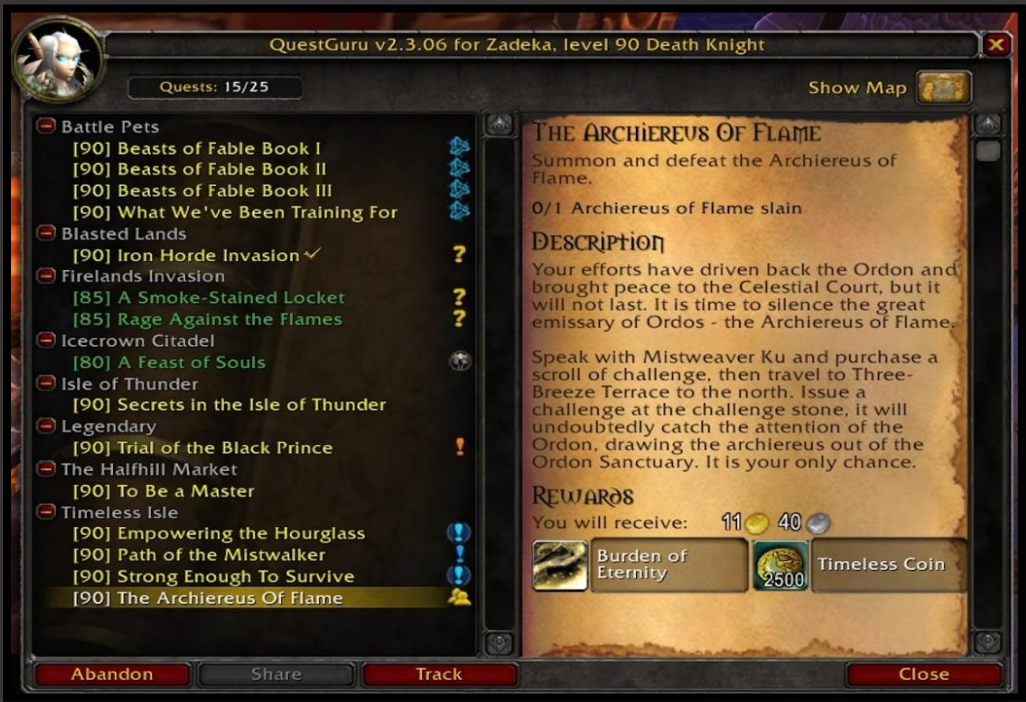 QuestGuru v2.3.06 for Zadeka, level 90 Death Knight
Quests: 15/25
Show Map
Battle Pets
[90] Beasts of Fable Book I
[90] Beasts of Fable Book II
[90] Beasts of Fable Book III
[90] What We've Been Training For
Blasted Lands
[90] Iron Horde Invasion
Firelands Invasion
[85] A Smoke-Stained Locket
[85] Rage Against the Flames
Icecrown Citadel
[80] A Feast of Souls
Isle of Thunder
[90] Secrets in the Isle of Thunder
Legendary
[90] Trial of the Black Prince
The Halfhill Market
[90] To Be a Master
Timeless Isle
[90] Empowering the Hourglass
[90] Path of the Mistwalker
[90] Strong Enough To Survive
[90] The Archiereus Of Flame
The Archiereus Of Flame
Summon and defeat the Archiereus of
Flame.
0/1 Archiereus of Flame slain
Description
Your efforts have driven back the Ordon and
brought peace to the Celestial Court, but it
will not last. It is time to silence the great
emissary of Ordos - the Archiereus of Flame.
Speak with Mistweaver Ku and purchase a
scroll of challenge, then travel to Three-
Breeze Terrace to the north. Issue a
challenge at the challenge stone, it will
undoubtedly catch the attention of the
Ordon, drawing the archiereus out of the
Ordon Sanctuary. It is your only chance.
Rewards
You will receive: 11 40
Burden of
Eternity
2500
Timeless Coin
Abandon
Share
Track
Close